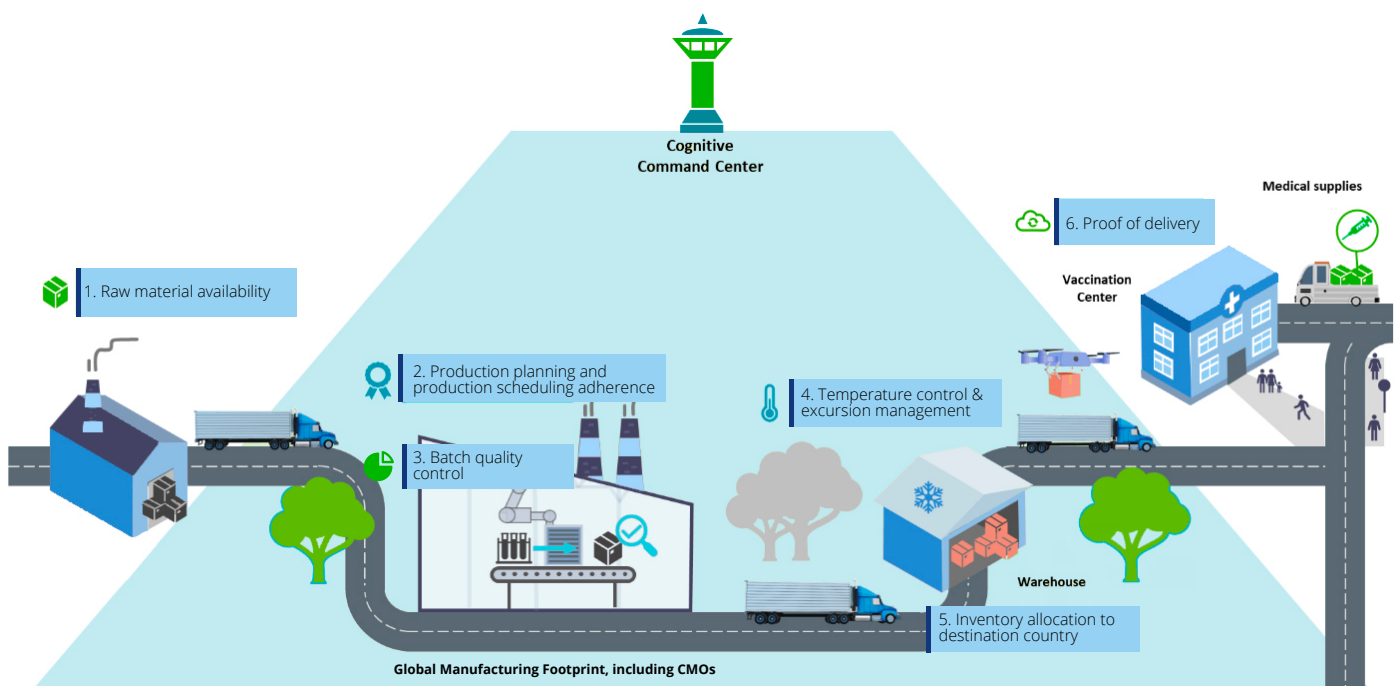 Cognitive
Command Center
Medical supplies
6. Proof of delivery
Vaccination
Center
1. Raw material availability
2. Production planning and
production scheduling adherence
4. Temperature control &
excursion management
3. Batch quality
control
Warehouse
5. Inventory allocation to
destination country
Global Manufacturing Footprint, including CMOs